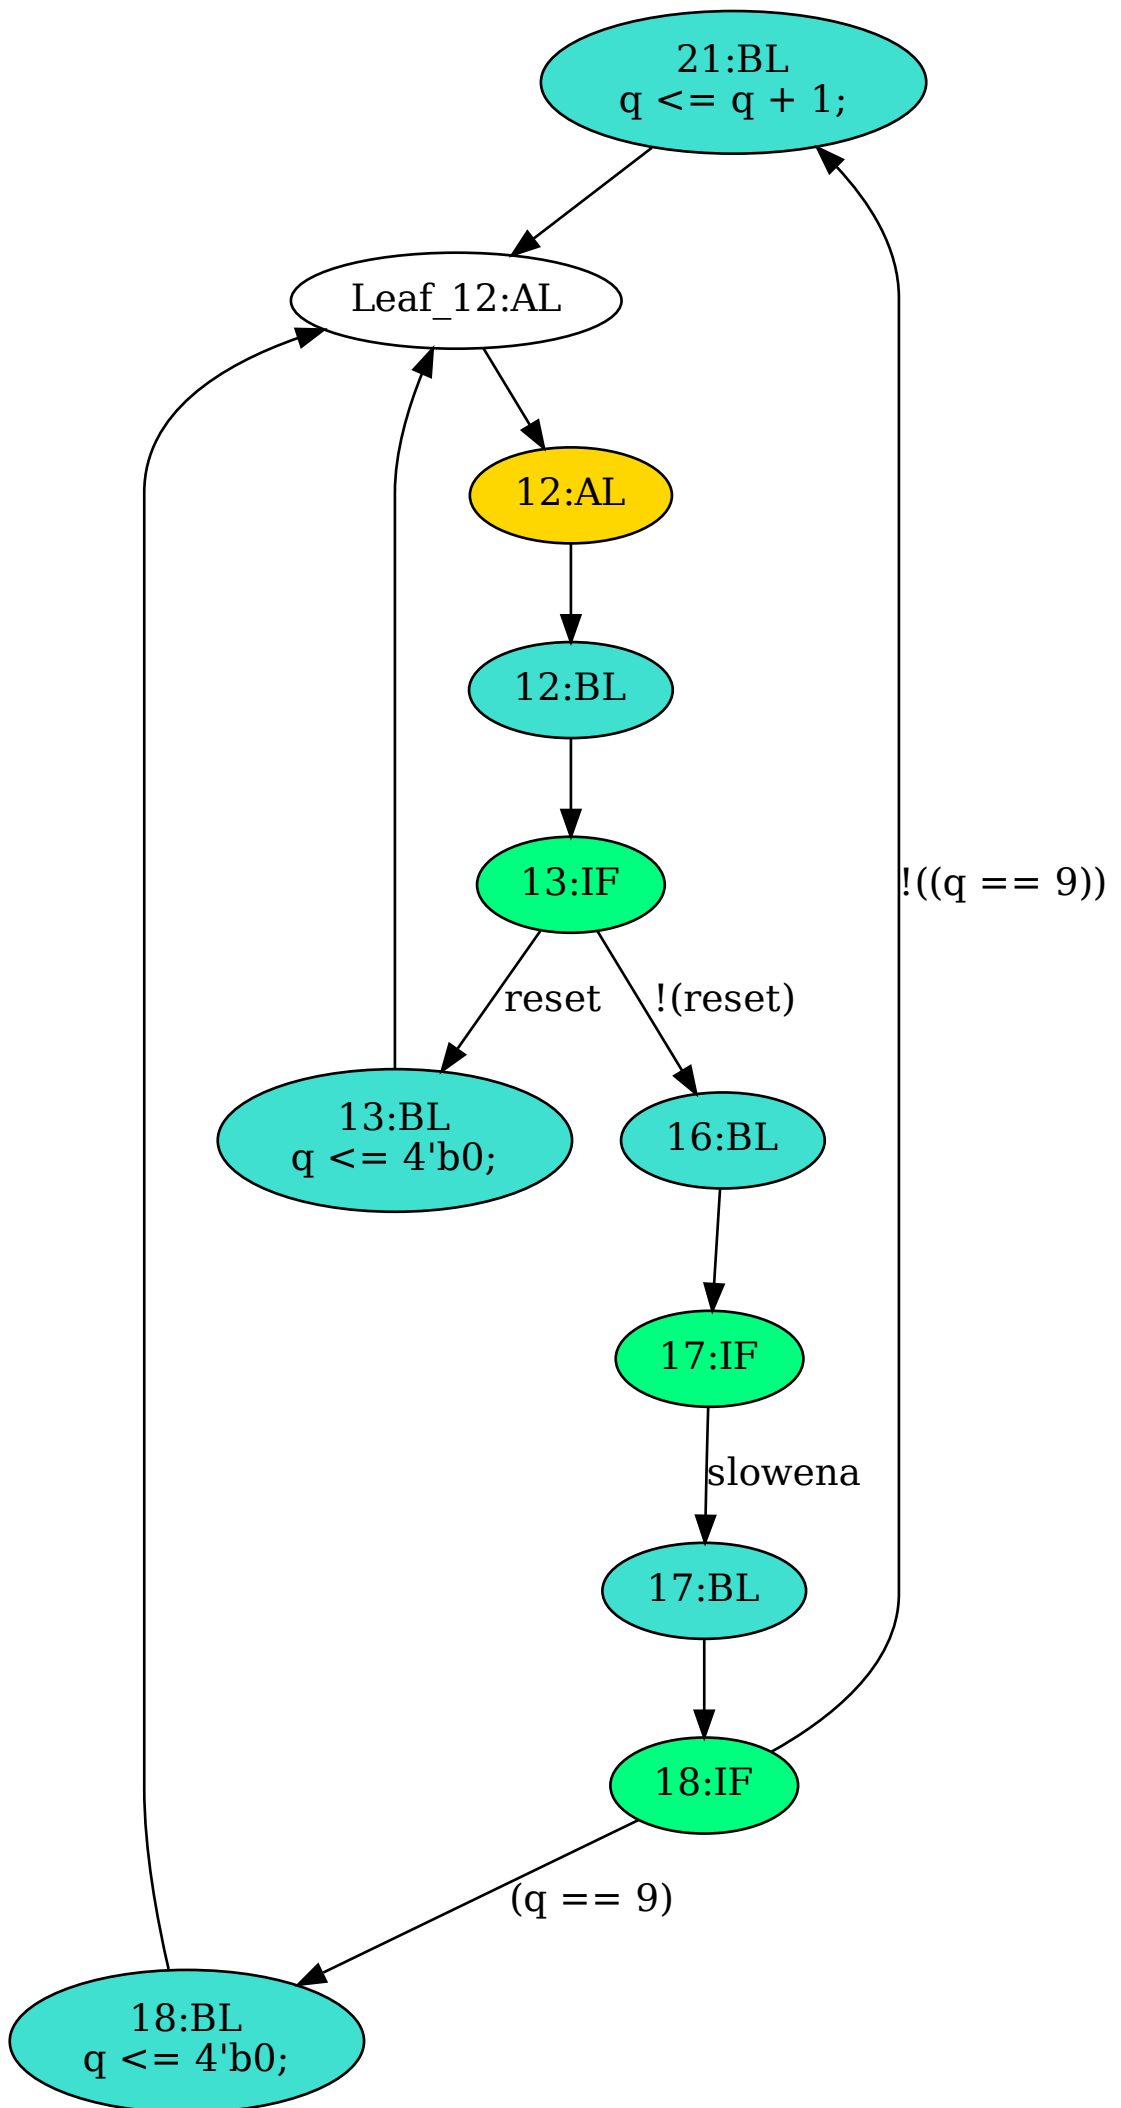 21:BL
q <= q + 1;
Leaf_12:AL
12:AL
12:BL
13:IF
!((q == 9))
reset
!(reset)
13:BL
q <= 4'b0;
16:BL
17:IF
slowena
17:BL
18:IF
(q == 9)
18:BL
q <= 4'b0;